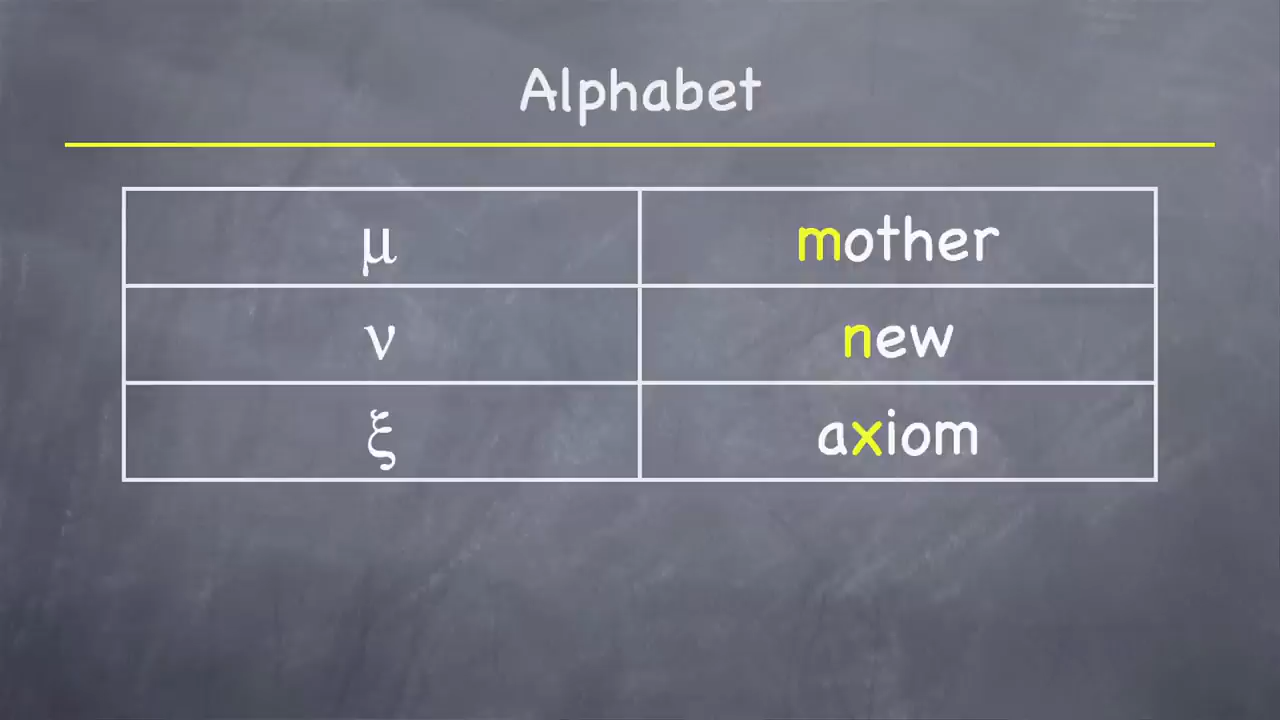 Alphabet
μ mother
ν new
ξ axiom